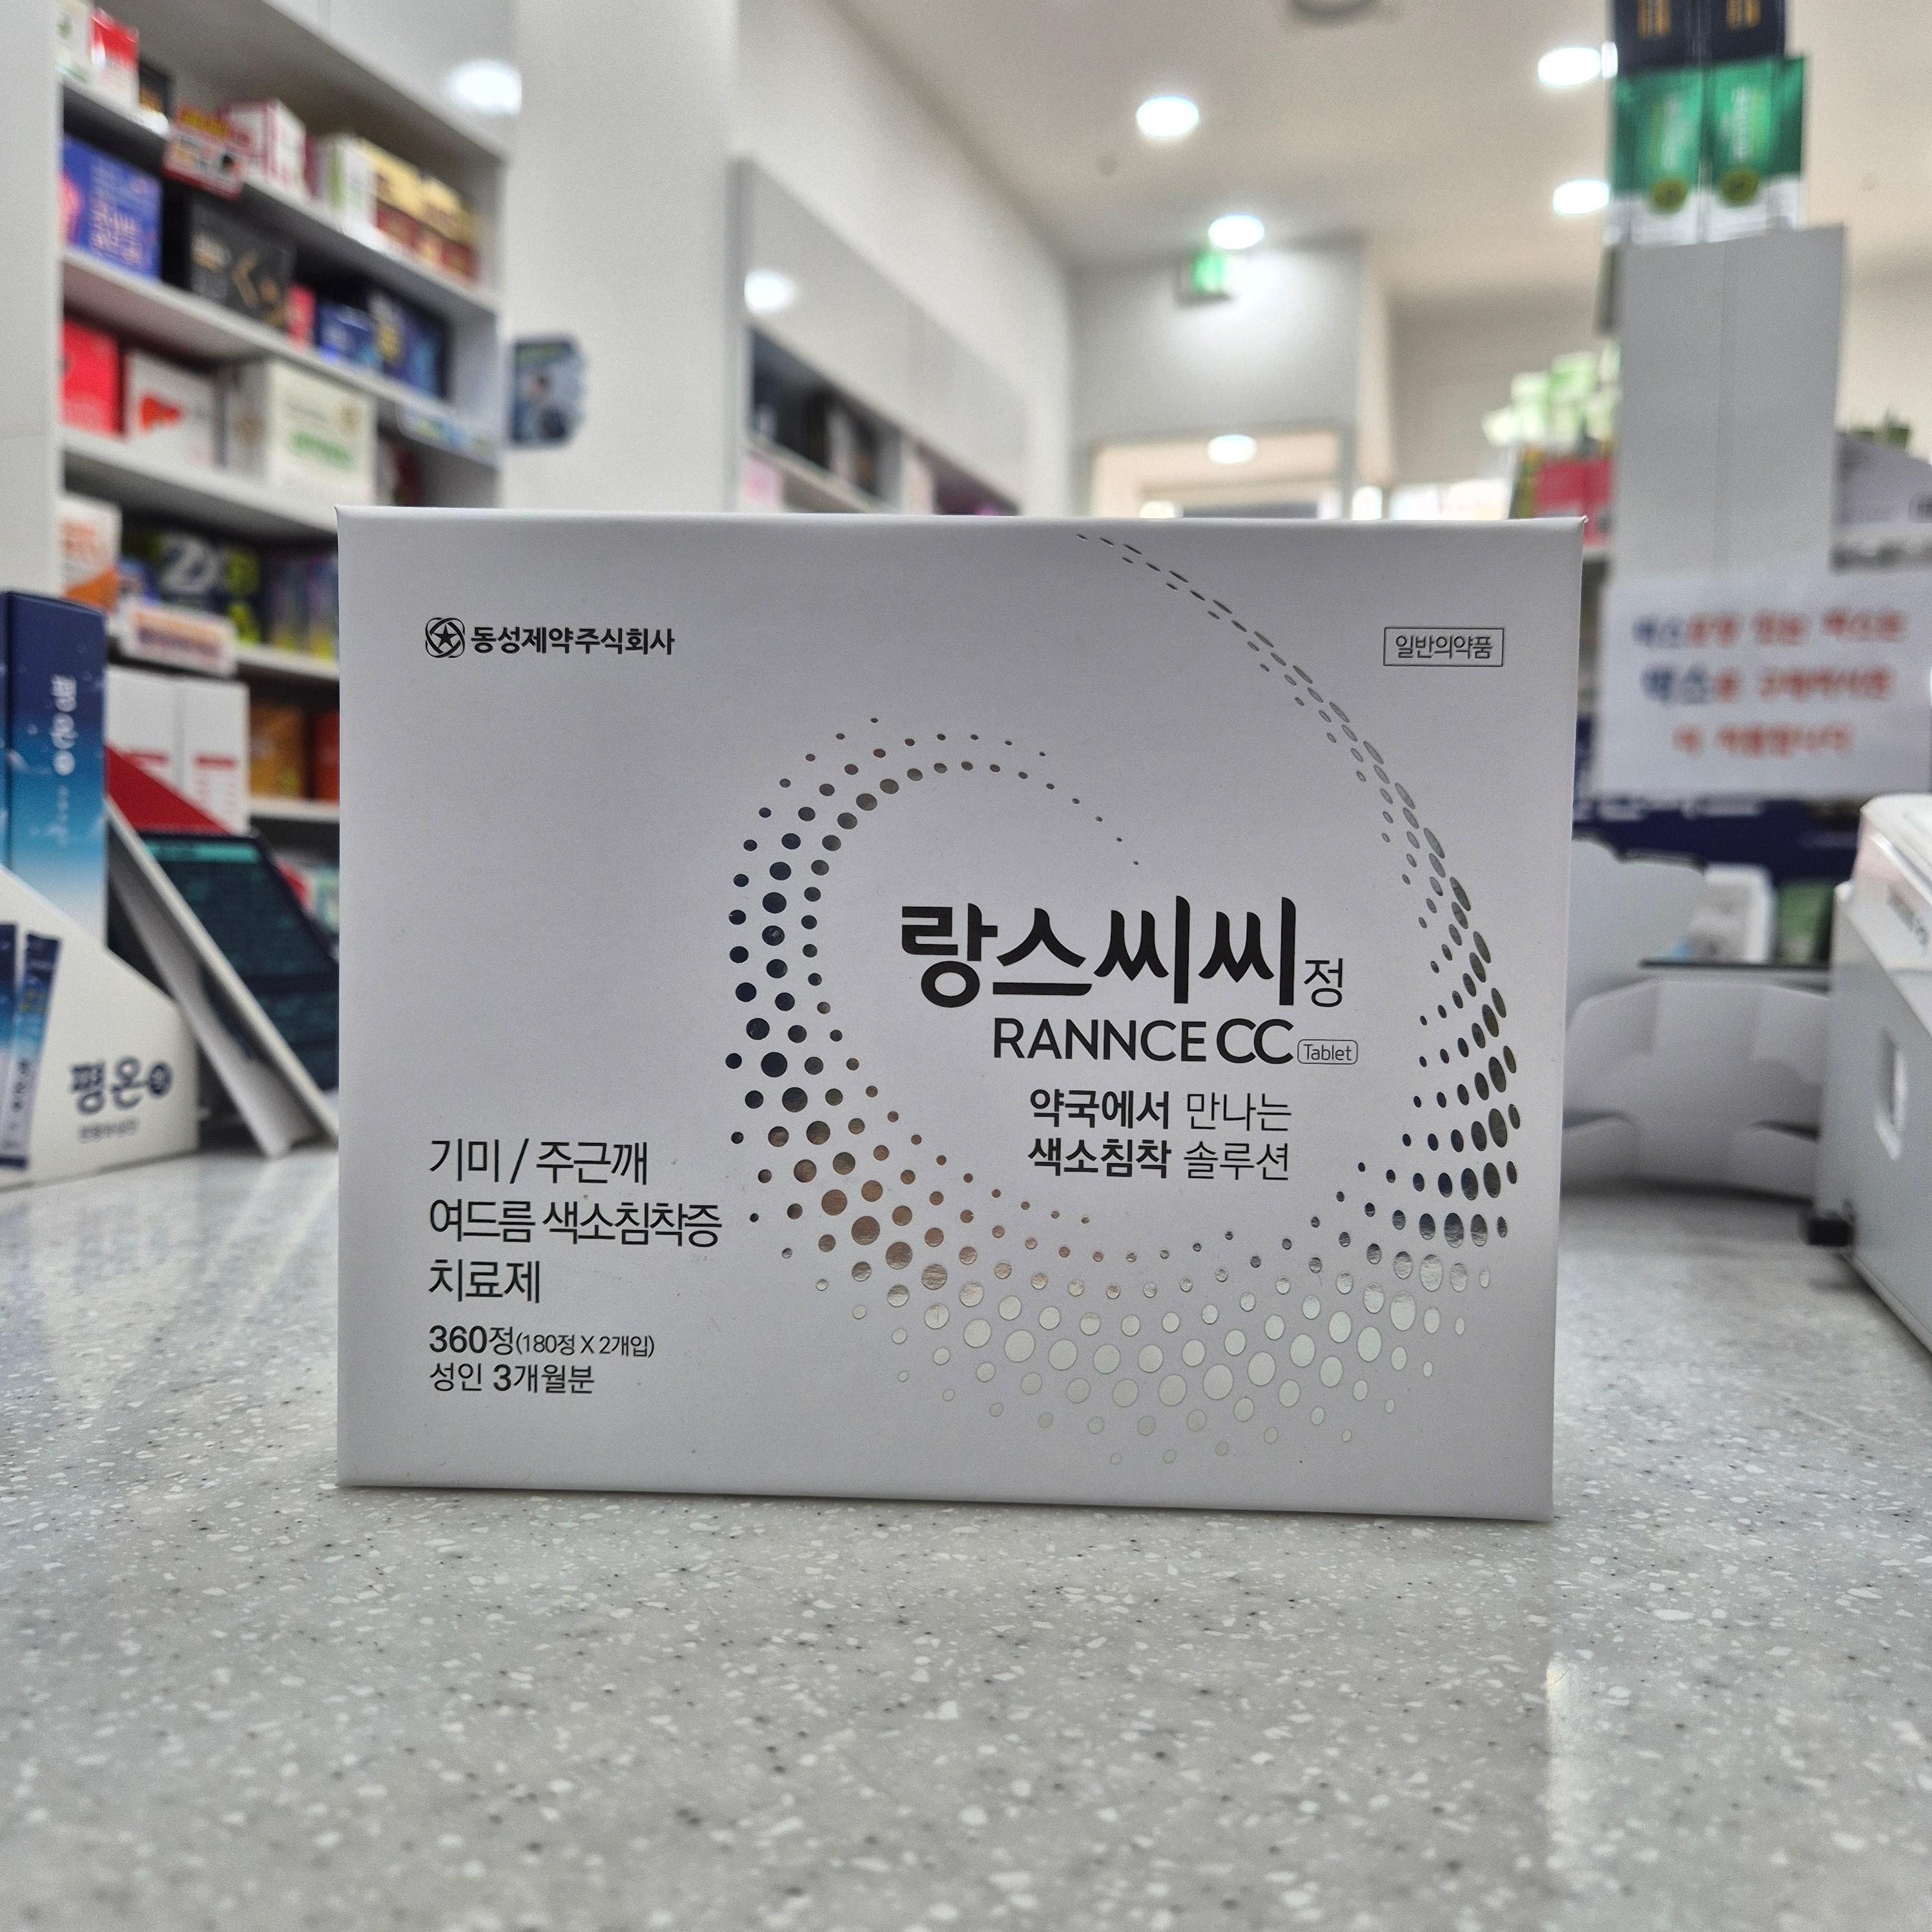 동성제약주식회사
일반의약품
랑스씨씨정
RANNCE CC Tablet
약국에서 만나는
색소침착 솔루션
기미 / 주근깨
여드름 색소침착증
치료제
360정(180정 X 2개입)
성인 3개월분
평온
평온